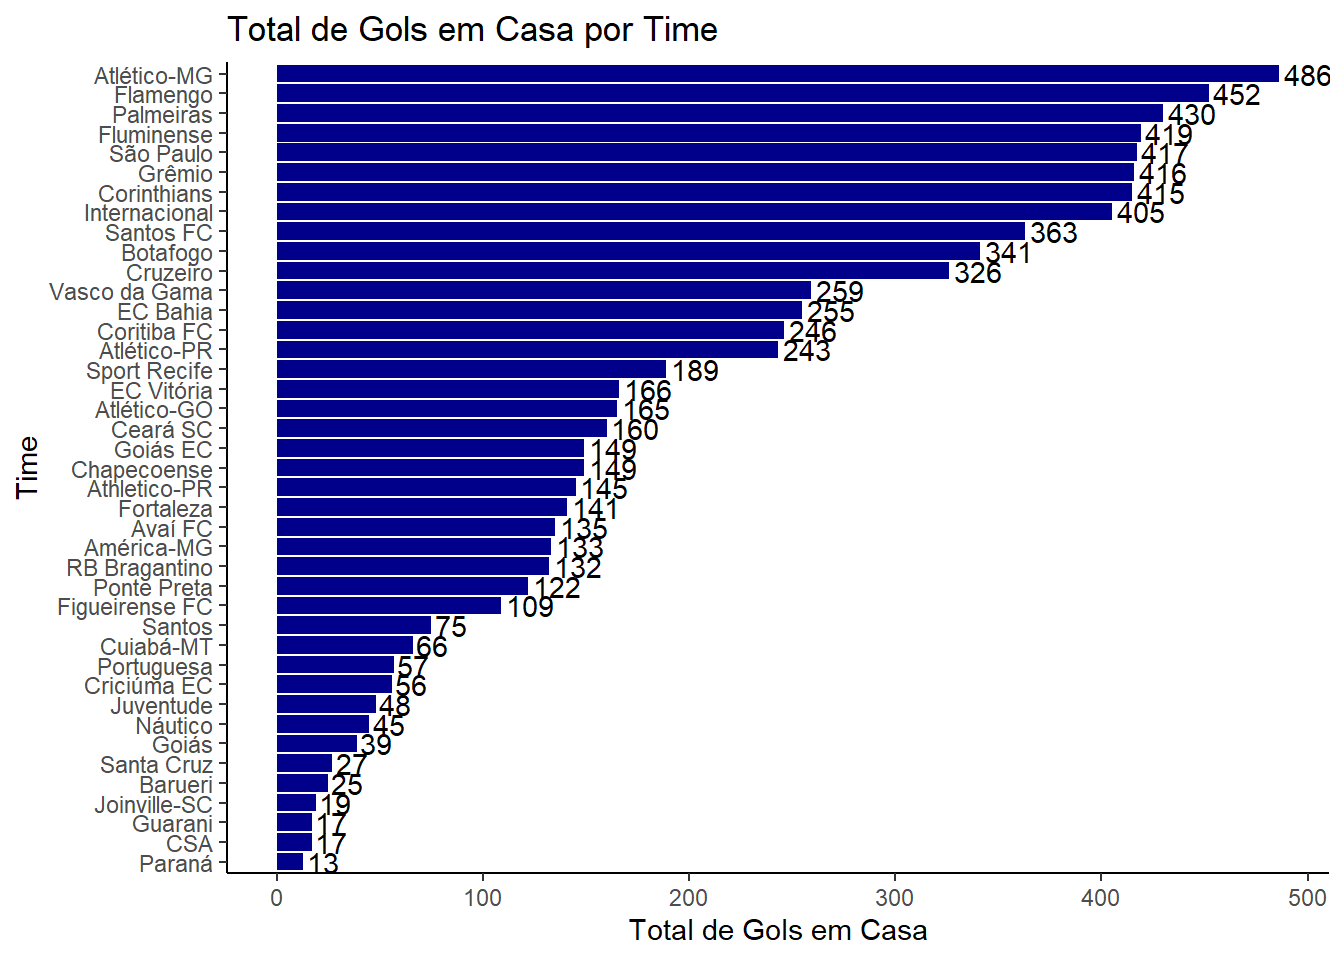 Total de Gols em Casa por Time
Atlético-MG 486
Flamengo 452
Palmeiras 430
Fluminense 419
São Paulo 417
Grêmio 416
Corinthians 415
Internacional 405
Santos FC 363
Botafogo 341
Cruzeiro 326
Vasco da Gama 259
EC Bahia 255
Coritiba FC 246
Atlético-PR 243
Sport Recife 189
EC Vitória 166
Atlético-GO 165
Ceará SC 160
Goiás EC 149
Chapecoense 149
Athletico-PR 145
Fortaleza 141
Avaí FC 135
América-MG 133
RB Bragantino 132
Ponte Preta 122
Figueirense FC 109
Santos 75
Cuiabá-MT 66
Portuguesa 57
Criciúma EC 56
Juventude 48
Náutico 45
Goiás 39
Santa Cruz 27
Barueri 25
Joinville-SC 19
Guarani 17
CSA 17
Paraná 13
Time
0 100 200 300 400 500
Total de Gols em Casa